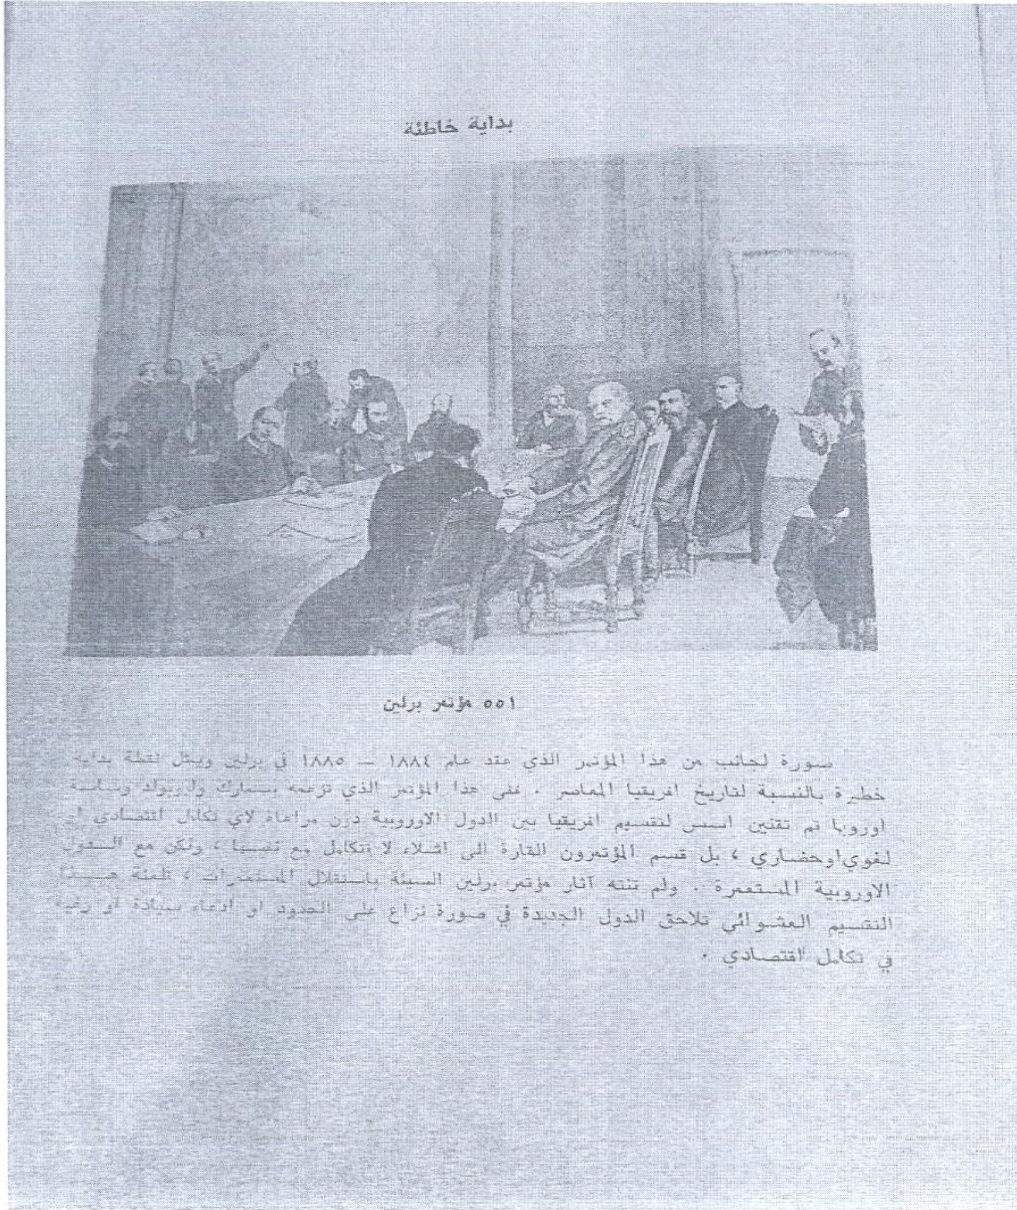 بداية خاطئة
٥٥١ مؤتمر برلين
صورة لجانب من هذا المؤتمر الذي عقد عام ١٨٨٤ — ١٨٨٥ في برلين ويمثل نقطة بداية
خطيرة بالنسبة لتاريخ افريقيا المعاصر . ففى هذا المؤتمر الذي تزعمه بسمارك وليوبولد وساسة
اوروبا تم تقنين اسس لتقسيم افريقيا بين الدول الاوروبية دون مراعاة لاي تكامل اقتصادي او
لغوي او حضاري ، بل قسم المؤتمرون القارة الى اشلاء لا تتكامل مع نفسها ، ولكن مع الدول
الاوروبية المستعمرة . ولم تنته آثار مؤتمر برلين السيئة باستقلال المستعمرات ، فلعنة هذا
التقسيم العشوائي تلاحق الدول الجديدة في صورة نزاع على الحدود او ادعاء بسيادة او رغبة
في تكامل اقتصادي .